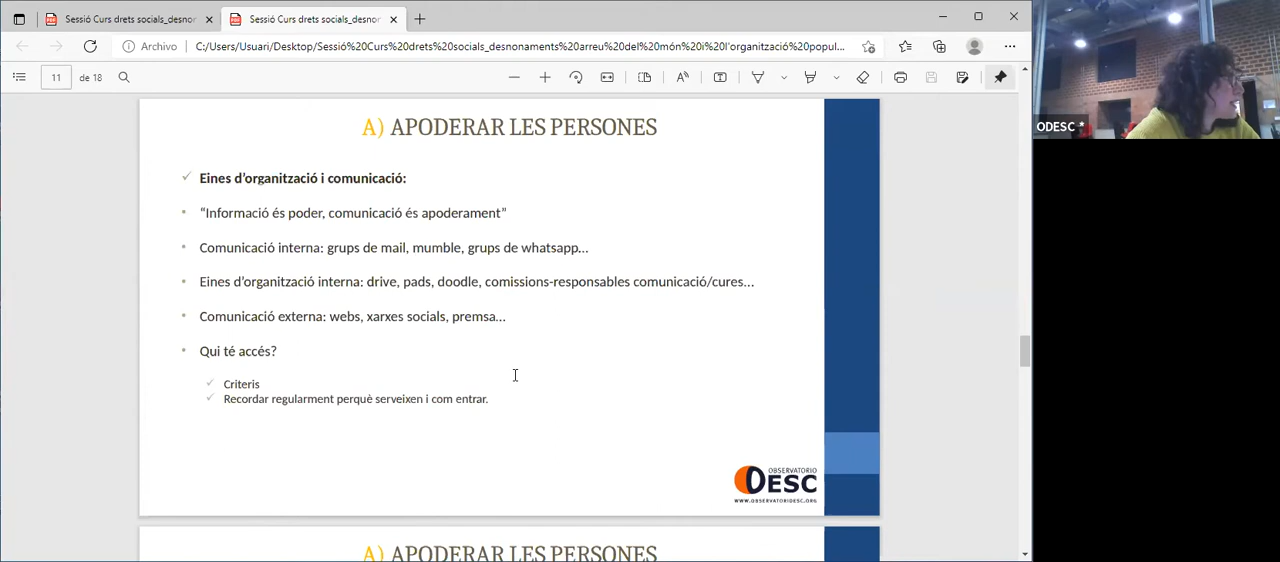 Sessió Curs drets socials_desnor
Sessió Curs drets socials_desnor
Archivo
C:/Users/Usuari/Desktop/Sessió%20Curs%20drets%20socials_desnonaments%20arreu%20del%20món%20i%20l'organització%20popul...
11
de 18
A) APODERAR LES PERSONES
Eines d'organització i comunicació:
“Informació és poder, comunicació és apoderament”
Comunicació interna: grups de mail, mumble, grups de whatsapp...
Eines d'organització interna: drive, pads, doodle, comissions-responsables comunicació/cures...
Comunicació externa: webs, xarxes socials, premsa...
Qui té accés?
Criteris
Recordar regularment perquè serveixen i com entrar.
OBSERVATORIO
DESC
WWW.OBSERVATORIDESC.ORG
A) APODERAR LES PERSONES
ODESC *